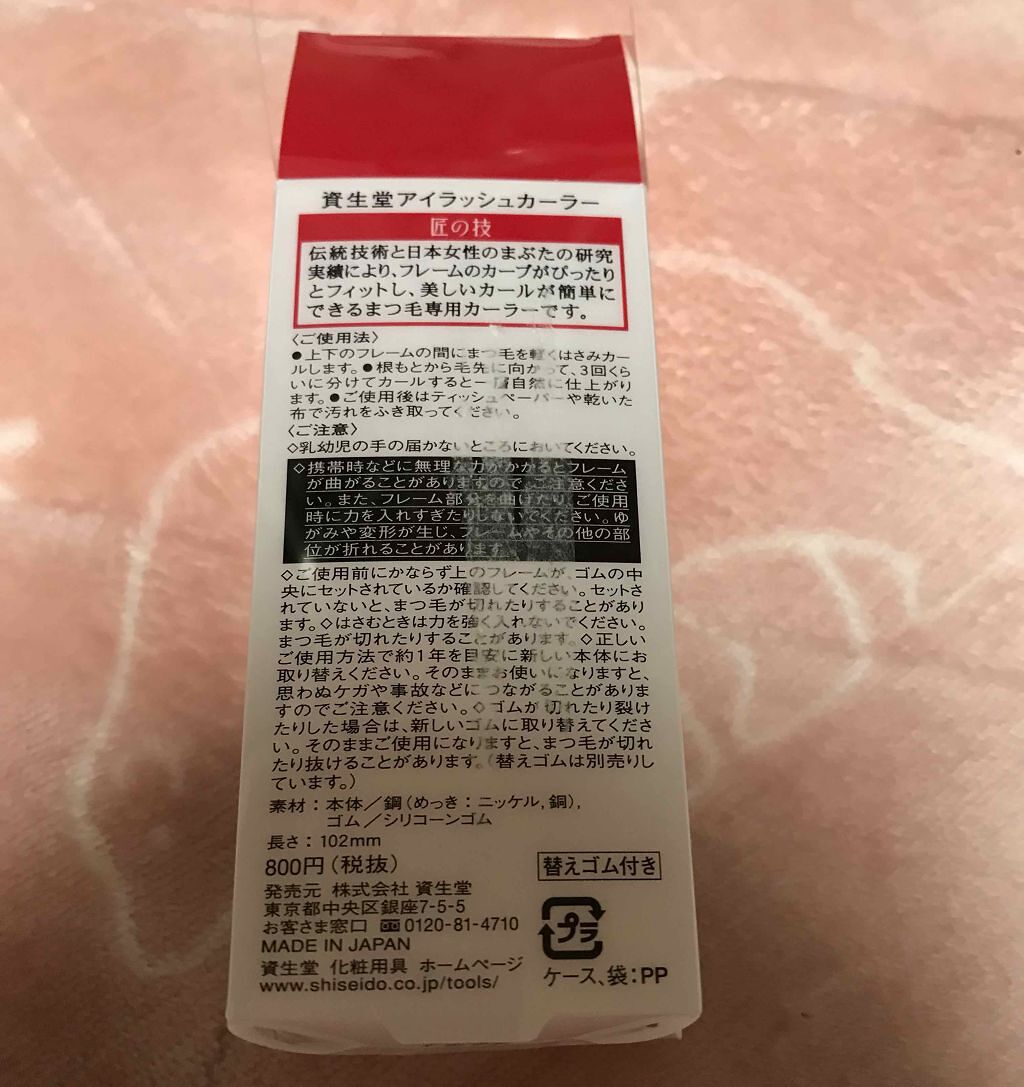 資生堂アイラッシュカーラー
匠の技
伝統技術と日本女性のまぶたの研究
実績により、フレームのカーブがぴったり
とフィットし、美しいカールが簡単に
できるまつ毛専用カーラーです。
〈ご使用法〉
●上下のフレームの間にまつ毛を軽くはさみカー
ルします。●根もとから毛先に向かって、3回くら
いに分けてカールすると一層自然に仕上がり
ます。●ご使用後はティッシュペーパーや乾いた
布で汚れをふき取ってください。
〈ご注意〉
◇乳幼児の手の届かないところにおいてください。
◇携帯時などに無理な力がかかるとフレーム
が曲がることがありますので、ご注意くださ
い。また、フレーム部分を曲げたり、ご使用
時に力を入れすぎたりしないでください。ゆ
がみや変形が生じ、フレームやその他の部
位が折れることがあります。
◇ご使用前にかならず上のフレームが、ゴムの中
央にセットされているか確認してください。セットさ
れていないと、まつ毛が切れたりすることがあり
ます。◇はさむときは力を強く入れないでください。
まつ毛が切れたりすることがあります。◇正しい
ご使用方法で約1年を目安に新しい本体にお
取り替えください。そのままお使いになりますと、
思わぬケガや事故などにつながることがありま
すのでご注意ください。◇ゴムが切れたり裂け
たりした場合は、新しいゴムに取り替えてくださ
い。そのままご使用になりますと、まつ毛が切れ
たり抜けることがあります。(替えゴムは別売りし
ています。)
素材：本体／鋼(めっき：ニッケル,銅),
ゴム／シリコーンゴム
長さ：102mm
800円(税抜)
替えゴム付き
発売元 株式会社 資生堂
東京都中央区銀座7-5-5
お客さま窓口 0120-81-4710
MADE IN JAPAN
プラ
資生堂 化粧用具 ホームページ
ケース、袋：PP
www.shiseido.co.jp/tools/